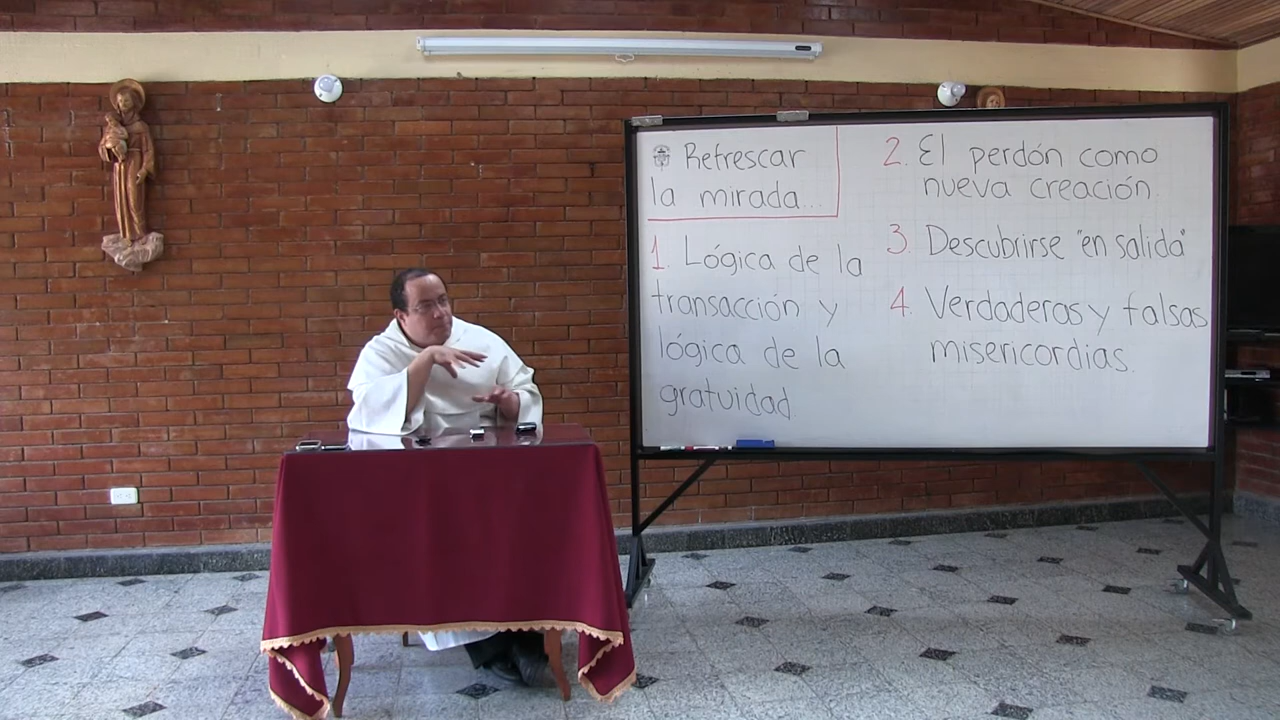 Refrescar
la mirada...
1. Lógica de la
transacción y
lógica de la
gratuidad
2. El perdón como
nueva creación.
3. Descubrirse "en salida"
4. Verdaderas y falsas
misericordias.